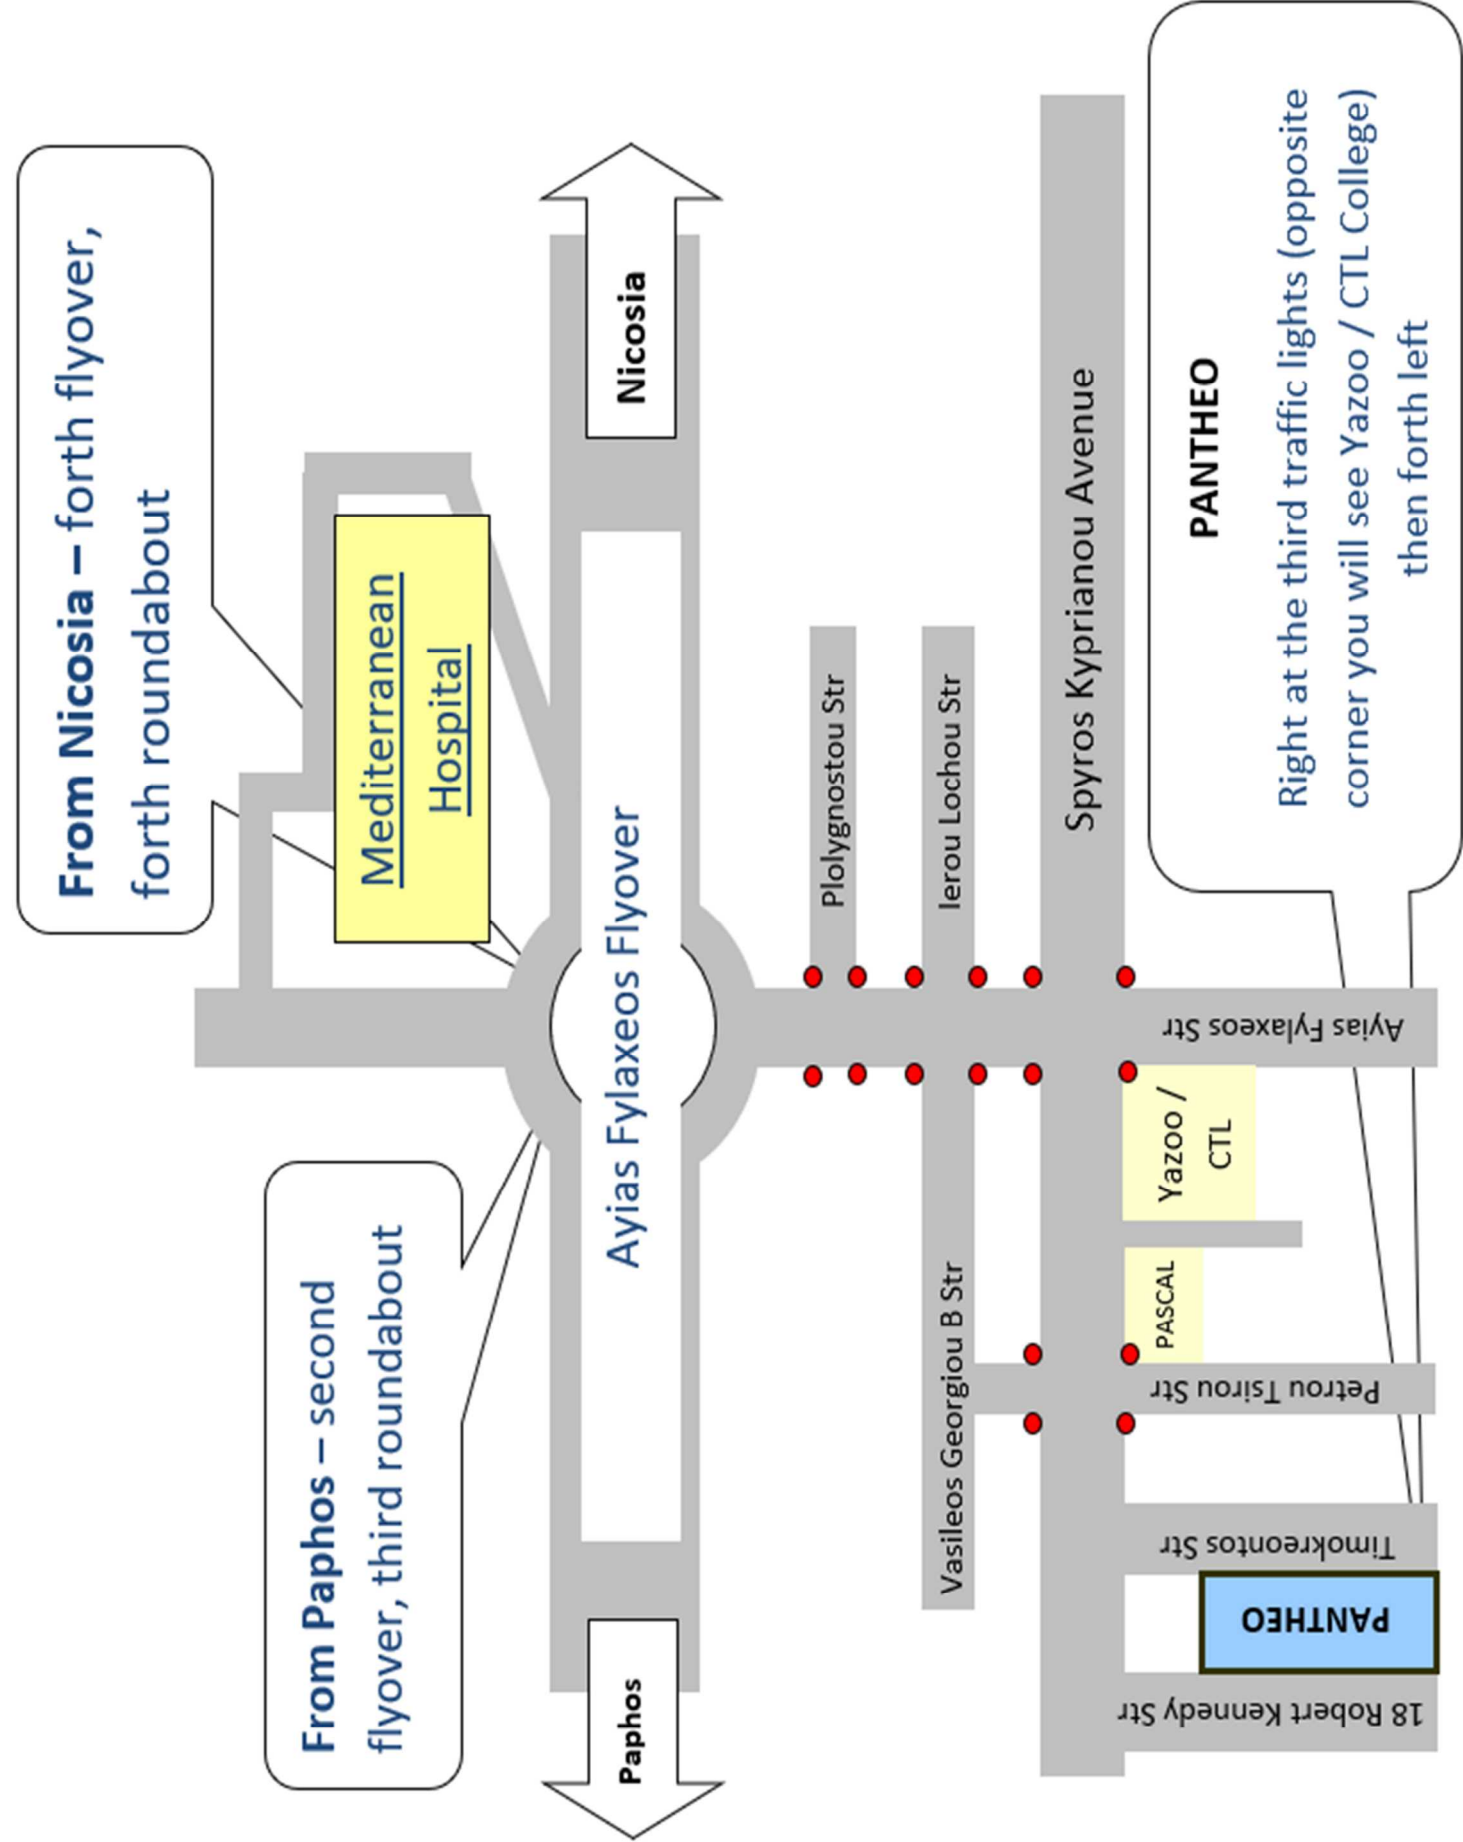 From Nicosia – forth flyover,
forth roundabout
Mediterranean
Hospital
Nicosia
Ayias Fylaxeos Flyover
From Paphos – second
flyover, third roundabout
Paphos
Plolygnostou Str
Ierou Lochou Str
Vasileos Georgiou B Str
Spyros Kyprianou Avenue
Ayias Fylaxeos Str
Yazoo /
CTL
PASCAL
Petrou Tsirou Str
Timokreontos Str
PANTHEO
18 Robert Kennedy Str
PANTHEO
Right at the third traffic lights (opposite
corner you will see Yazoo / CTL College)
then forth left